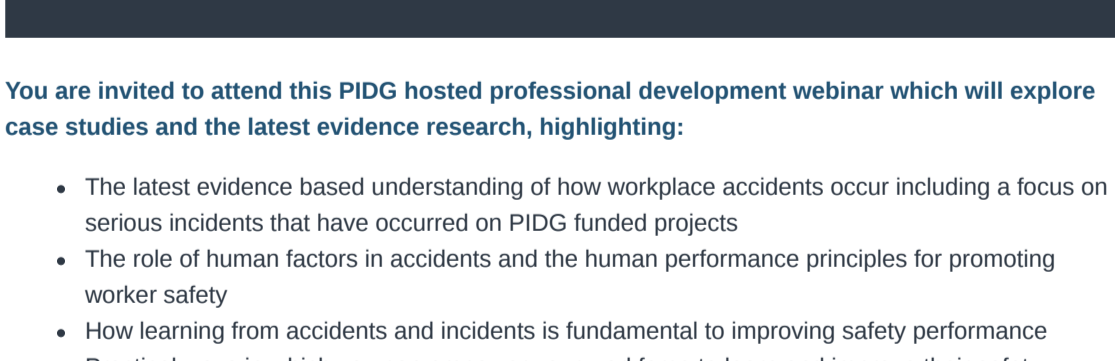 You are invited to attend this PIDG hosted professional development webinar which will explore
case studies and the latest evidence research, highlighting:
The latest evidence based understanding of how workplace accidents occur including a focus on
serious incidents that have occurred on PIDG funded projects
The role of human factors in accidents and the human performance principles for promoting
worker safety
How learning from accidents and incidents is fundamental to improving safety performance